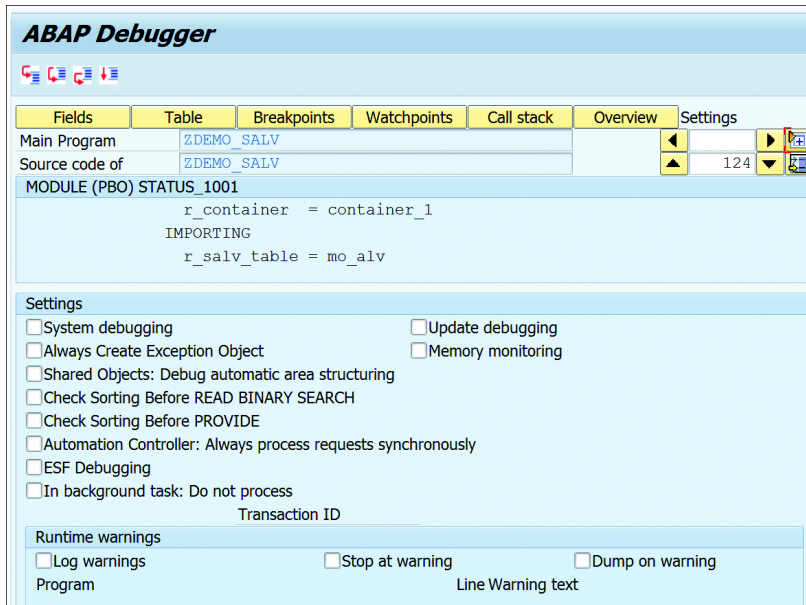 ABAP Debugger
Fields Table Breakpoints Watchpoints Call stack Overview Settings
Main Program ZDEMO_SALV
Source code of ZDEMO_SALV 124
MODULE (PBO) STATUS_1001
r_container = container_1
IMPORTING
r_salv_table = mo_alv
Settings
System debugging Update debugging
Always Create Exception Object Memory monitoring
Shared Objects: Debug automatic area structuring
Check Sorting Before READ BINARY SEARCH
Check Sorting Before PROVIDE
Automation Controller: Always process requests synchronously
ESF Debugging
In background task: Do not process
Transaction ID
Runtime warnings
Log warnings Stop at warning Dump on warning
Program Line Warning text